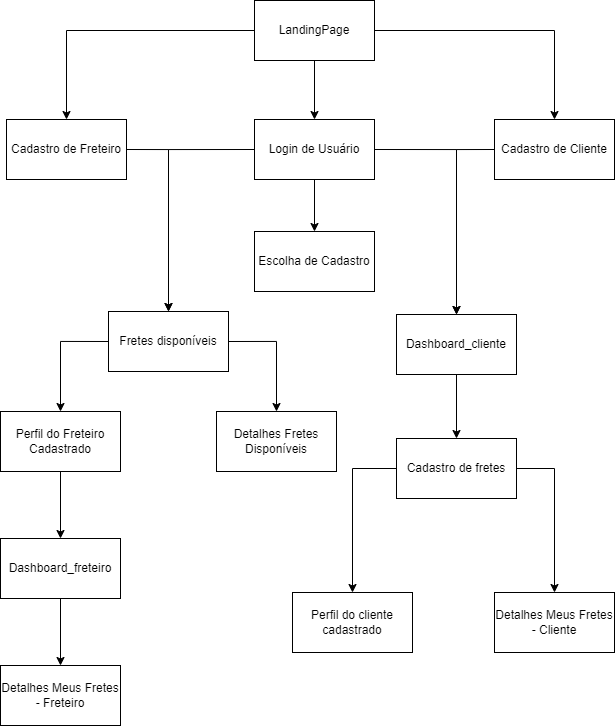 LandingPage
Cadastro de Freteiro
Login de Usuário
Cadastro de Cliente
Escolha de Cadastro
Fretes disponíveis
Dashboard_cliente
Perfil do Freteiro
Cadastrado
Detalhes Fretes
Disponíveis
Cadastro de fretes
Dashboard_freteiro
Perfil do cliente
cadastrado
Detalhes Meus Fretes
- Cliente
Detalhes Meus Fretes
- Freteiro